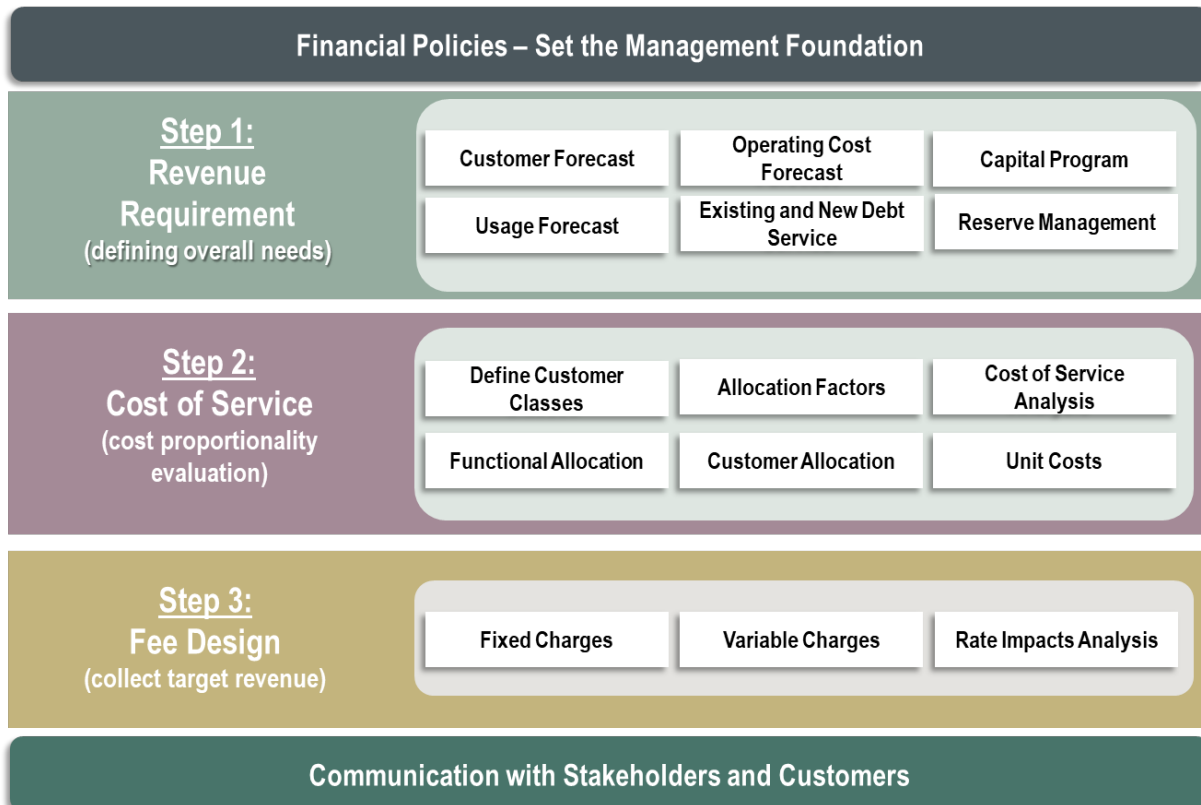 Financial Policies – Set the Management Foundation
Step 1:
Revenue
Requirement
(defining overall needs)
Customer Forecast
Operating Cost
Forecast
Capital Program
Usage Forecast
Existing and New Debt
Service
Reserve Management
Step 2:
Cost of Service
(cost proportionality
evaluation)
Define Customer
Classes
Allocation Factors
Cost of Service
Analysis
Functional Allocation
Customer Allocation
Unit Costs
Step 3:
Fee Design
(collect target revenue)
Fixed Charges
Variable Charges
Rate Impacts Analysis
Communication with Stakeholders and Customers